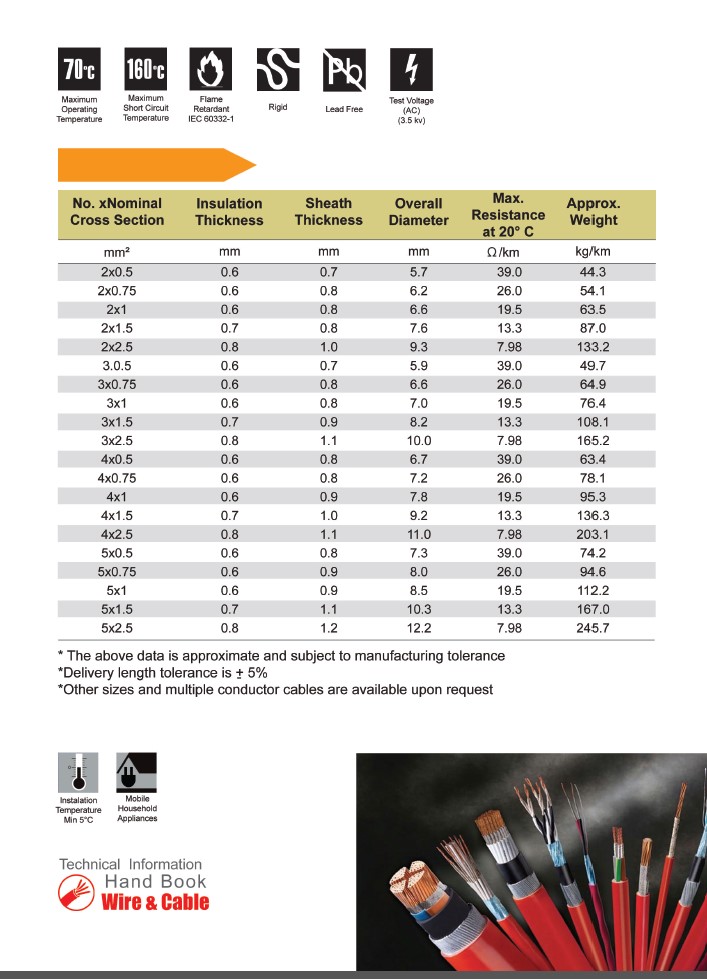 70°C
160°C
Pb
Maximum
Operating
Temperature
Maximum
Short Circuit
Temperature
Flame
Retardant
IEC 60332-1
Rigid
Lead Free
Test Voltage
(AC)
(3.5 kv)
No. xNominal Cross Section Insulation Thickness Sheath Thickness Overall Diameter Max. Resistance at 20° C Approx. Weight
mm² mm mm mm Ω/km kg/km
2x0.5 0.6 0.7 5.7 39.0 44.3
2x0.75 0.6 0.8 6.2 26.0 54.1
2x1 0.6 0.8 6.6 19.5 63.5
2x1.5 0.7 0.8 7.6 13.3 87.0
2x2.5 0.8 1.0 9.3 7.98 133.2
3.0.5 0.6 0.7 5.9 39.0 49.7
3x0.75 0.6 0.8 6.6 26.0 64.9
3x1 0.6 0.8 7.0 19.5 76.4
3x1.5 0.7 0.9 8.2 13.3 108.1
3x2.5 0.8 1.1 10.0 7.98 165.2
4x0.5 0.6 0.8 6.7 39.0 63.4
4x0.75 0.6 0.8 7.2 26.0 78.1
4x1 0.6 0.9 7.8 19.5 95.3
4x1.5 0.7 1.0 9.2 13.3 136.3
4x2.5 0.8 1.1 11.0 7.98 203.1
5x0.5 0.6 0.8 7.3 39.0 74.2
5x0.75 0.6 0.9 8.0 26.0 94.6
5x1 0.6 0.9 8.5 19.5 112.2
5x1.5 0.7 1.1 10.3 13.3 167.0
5x2.5 0.8 1.2 12.2 7.98 245.7
* The above data is approximate and subject to manufacturing tolerance
*Delivery length tolerance is ± 5%
*Other sizes and multiple conductor cables are available upon request
Instalation
Temperature
Min 5°C
Mobile
Household
Appliances
Technical Information
Hand Book
Wire & Cable